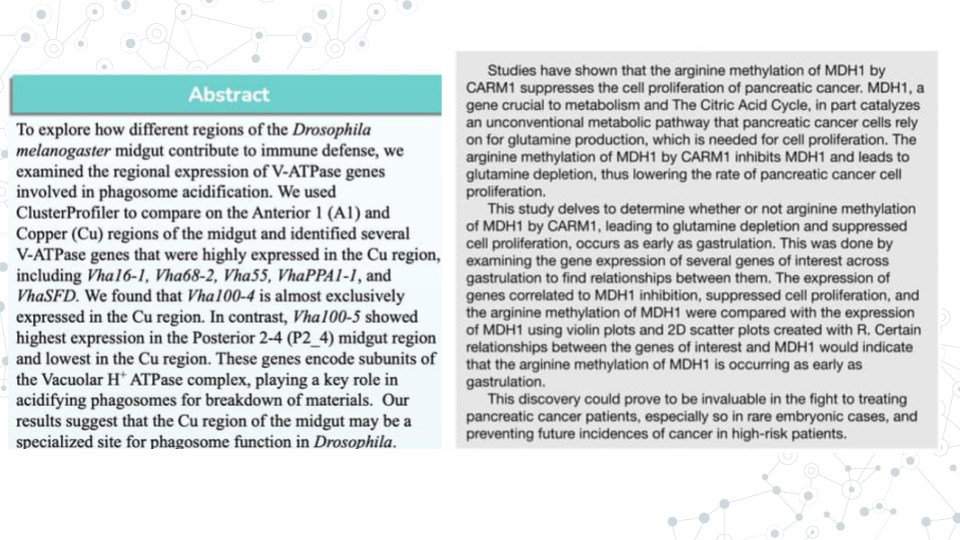 Abstract
To explore how different regions of the Drosophila
melanogaster midgut contribute to immune defense, we
examined the regional expression of V-ATPase genes
involved in phagosome acidification. We used
ClusterProfiler to compare on the Anterior 1 (A1) and
Copper (Cu) regions of the midgut and identified several
V-ATPase genes that were highly expressed in the Cu region,
including Vha16-1, Vha68-2, Vha55, VhaPPA1-1, and
VhaSFD. We found that Vha100-4 is almost exclusively
expressed in the Cu region. In contrast, Vha100-5 showed
highest expression in the Posterior 2-4 (P2_4) midgut region
and lowest in the Cu region. These genes encode subunits of
the Vacuolar H⁺ ATPase complex, playing a key role in
acidifying phagosomes for breakdown of materials. Our
results suggest that the Cu region of the midgut may be a
specialized site for phagosome function in Drosophila.
Studies have shown that the arginine methylation of MDH1 by
CARM1 suppresses the cell proliferation of pancreatic cancer. MDH1, a
gene crucial to metabolism and The Citric Acid Cycle, in part catalyzes
an unconventional metabolic pathway that pancreatic cancer cells rely
on for glutamine production, which is needed for cell proliferation. The
arginine methylation of MDH1 by CARM1 inhibits MDH1 and leads to
glutamine depletion, thus lowering the rate of pancreatic cancer cell
proliferation.
This study delves to determine whether or not arginine methylation
of MDH1 by CARM1, leading to glutamine depletion and suppressed
cell proliferation, occurs as early as gastrulation. This was done by
examining the gene expression of several genes of interest across
gastrulation to find relationships between them. The expression of
genes correlated to MDH1 inhibition, suppressed cell proliferation, and
the arginine methylation of MDH1 were compared with the expression
of MDH1 using violin plots and 2D scatter plots created with R. Certain
relationships between the genes of interest and MDH1 would indicate
that the arginine methylation of MDH1 is occurring as early as
gastrulation.
This discovery could prove to be invaluable in the fight to treating
pancreatic cancer patients, especially so in rare embryonic cases, and
preventing future incidences of cancer in high-risk patients.